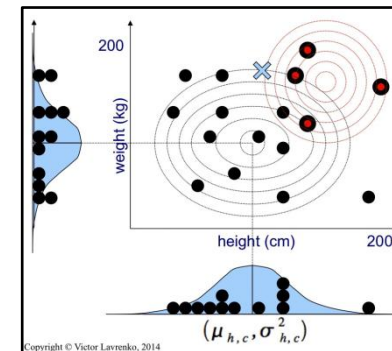 200
weight (kg)
height (cm)
200
(μh,c, σ²h,c)
Copyright © Victor Lavrenko, 2014